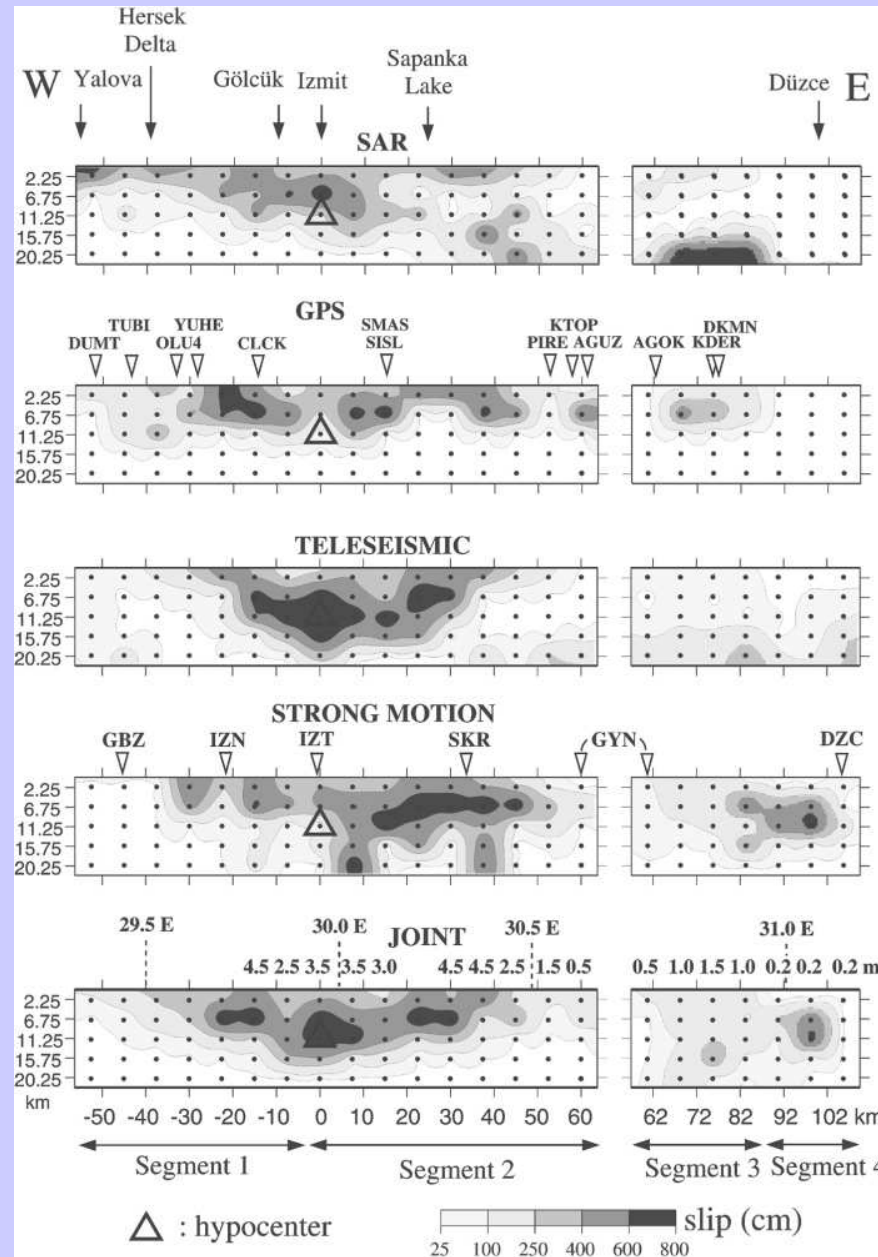 Hersek
Delta
W Yalova Gölcük Izmit Sapanka
Lake Düzce E
SAR
2.25
6.75
11.25
15.75
20.25
GPS
DUMT TUBI OLU4 YUHE CLCK SMAS
SISL PIRE KTOP AGUZ AGOK KDER DKMN
2.25
6.75
11.25
15.75
20.25
TELESEISMIC
2.25
6.75
11.25
15.75
20.25
STRONG MOTION
GBZ IZN IZT SKR GYN DZC
2.25
6.75
11.25
15.75
20.25
29.5 E 30.0 E JOINT 30.5 E 31.0 E
4.5 2.5 3.5 3.5 3.0 4.5 4.5 2.5 1.5 0.5 0.5 1.0 1.5 1.0 0.2 0.2 0.2 m
2.25
6.75
11.25
15.75
20.25
km
-50 -40 -30 -20 -10 0 10 20 30 40 50 60 62 72 82 92 102 km
Segment 1 Segment 2 Segment 3 Segment 4
: hypocenter slip (cm)
25 100 250 400 600 800